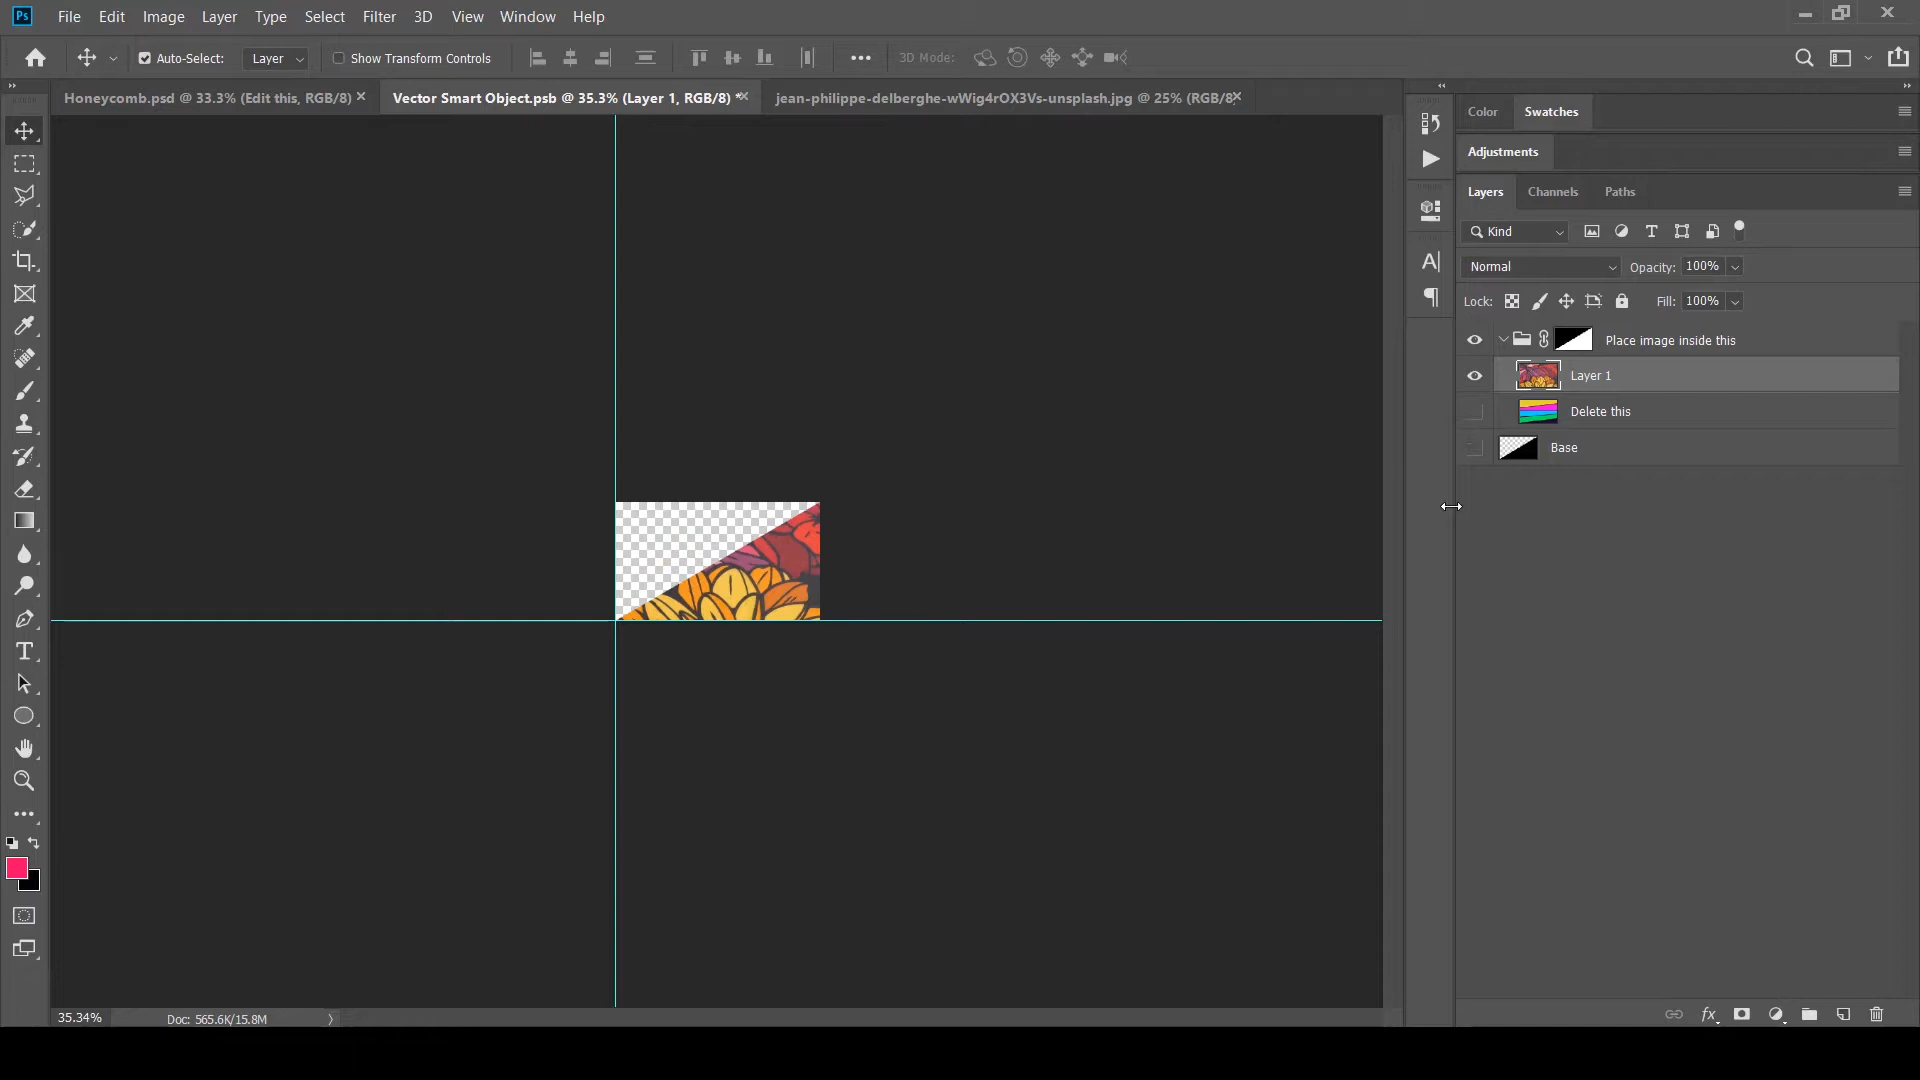 Ps File Edit Image Layer Type Select Filter 3D View Window Help
Auto-Select: Layer Show Transform Controls 3D Mode:
Honeycomb.psd @ 33.3% (Edit this, RGB/8) Vector Smart Object.psb @ 35.3% (Layer 1, RGB/8) * jean-philippe-delberghe-wWig4rOX3Vs-unsplash.jpg @ 25% (RGB/8
Color Swatches
Adjustments
Layers Channels Paths
Kind
Normal Opacity: 100%
Lock: Fill: 100%
Place image inside this
Layer 1
Delete this
Base
35.34% Doc: 565.6K/15.8M